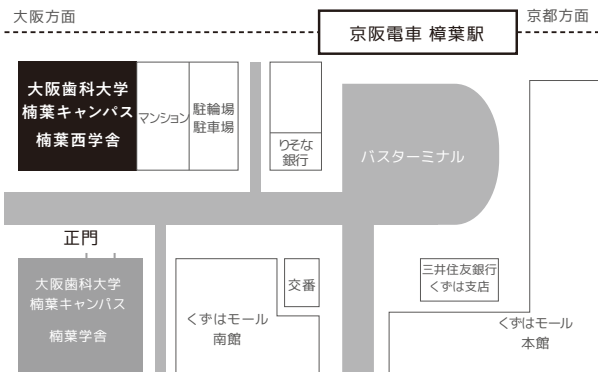 大阪方面
京阪電車 樟葉駅
京都方面
大阪歯科大学
楠葉キャンパス
楠葉西学舎
マンション
駐輪場
駐車場
りそな
銀行
バスターミナル
正門
大阪歯科大学
楠葉キャンパス
楠葉学舎
くずはモール
南館
交番
三井住友銀行
くずは支店
くずはモール
本館